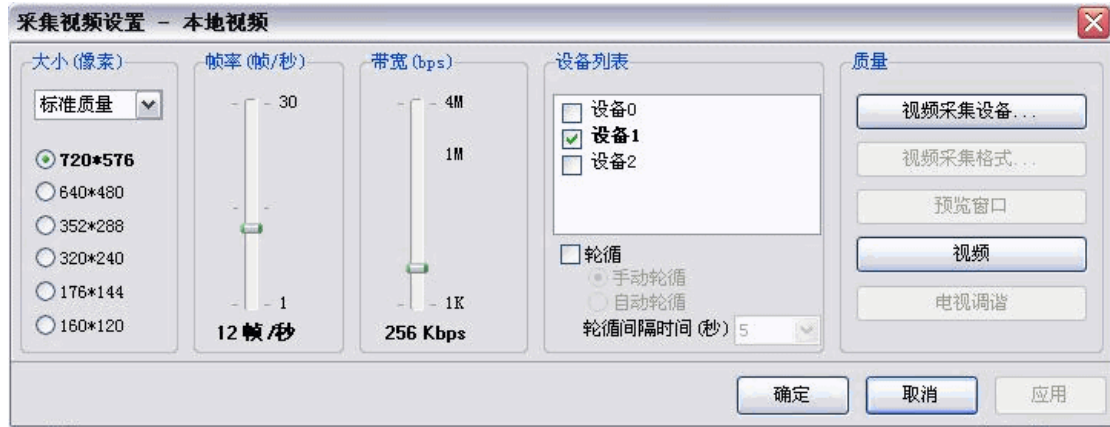 采集视频设置 - 本地视频
大小(像素)
标准质量
720*576
640*480
352*288
320*240
176*144
160*120
帧率(帧/秒)
30
1
12 帧/秒
带宽(bps)
4M
1M
1K
256 Kbps
设备列表
设备0
设备1
设备2
轮循
手动轮循
自动轮循
轮循间隔时间(秒) 5
质量
视频采集设备...
视频采集格式...
预览窗口
视频
电视调谐
确定
取消
应用